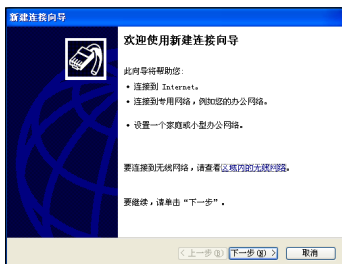 新建连接向导
欢迎使用新建连接向导
此向导将帮助您:
• 连接到 Internet。
• 连接到专用网络，例如您的办公网络。
• 设置一个家庭或小型办公网络。
要连接到无线网络，请查看区域内的无线网络。
要继续，请单击“下一步”。
< 上一步(B) 下一步(N) > 取消